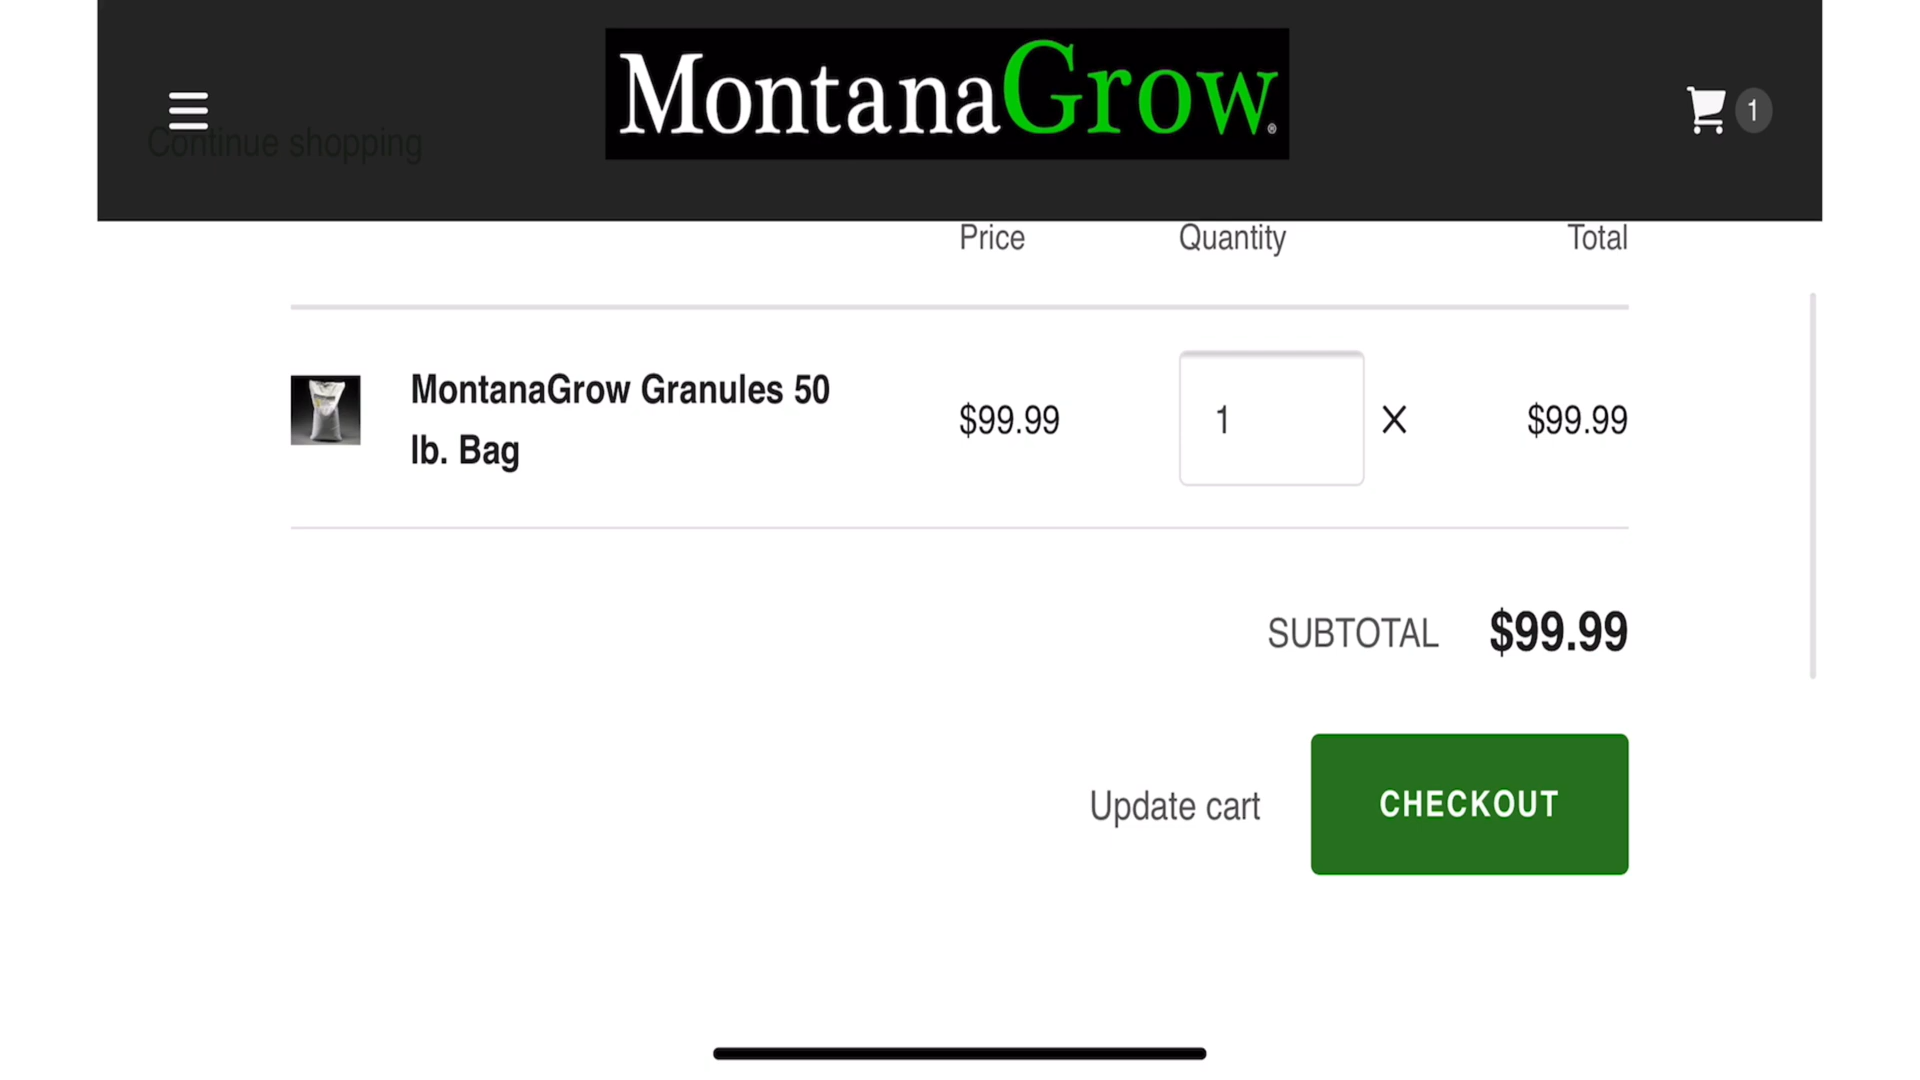 MontanaGrow®
Continue shopping
1
Price Quantity Total
MontanaGrow Granules 50
lb. Bag
$99.99 1 X $99.99
SUBTOTAL $99.99
Update cart CHECKOUT